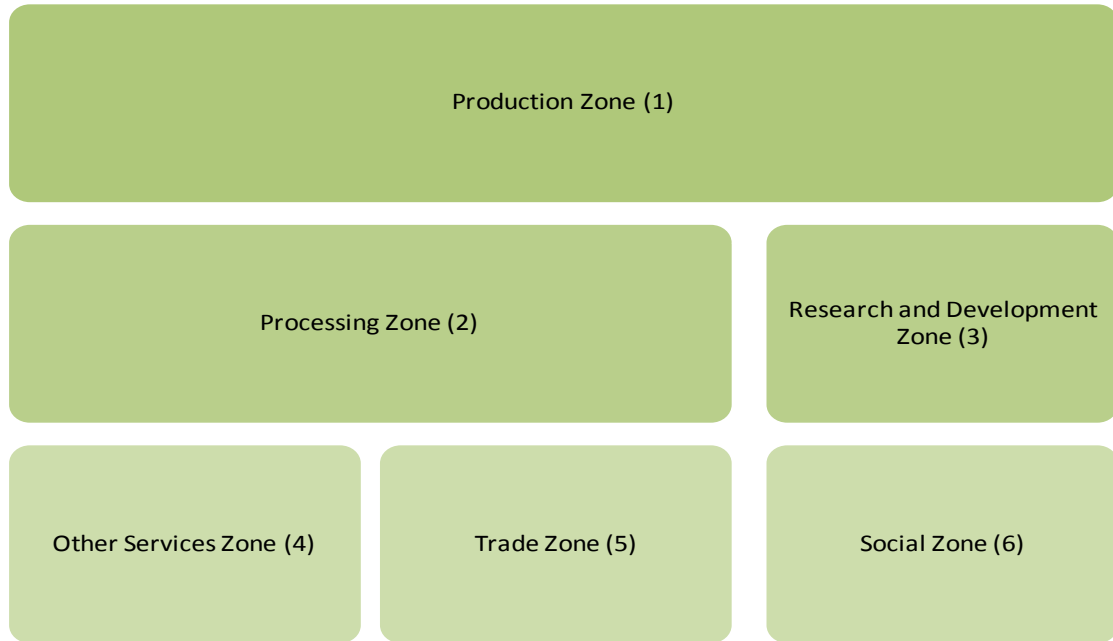 Production Zone (1)
Processing Zone (2)
Research and Development
Zone (3)
Other Services Zone (4)
Trade Zone (5)
Social Zone (6)